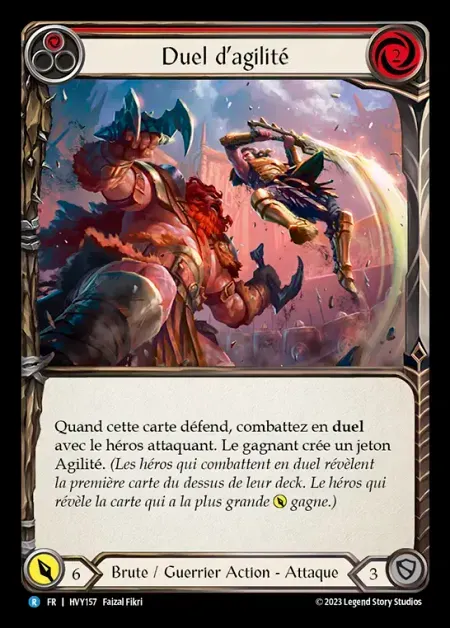 Duel d'agilité
2
Quand cette carte défend, combattez en duel
avec le héros attaquant. Le gagnant crée un jeton
Agilité. (Les héros qui combattent en duel révèlent
la première carte du dessus de leur deck. Le héros qui
révèle la carte qui a la plus grande gagne.)
6
Brute / Guerrier Action - Attaque
3
R FR | HVY157 Faizal Fikri
© 2023 Legend Story Studios